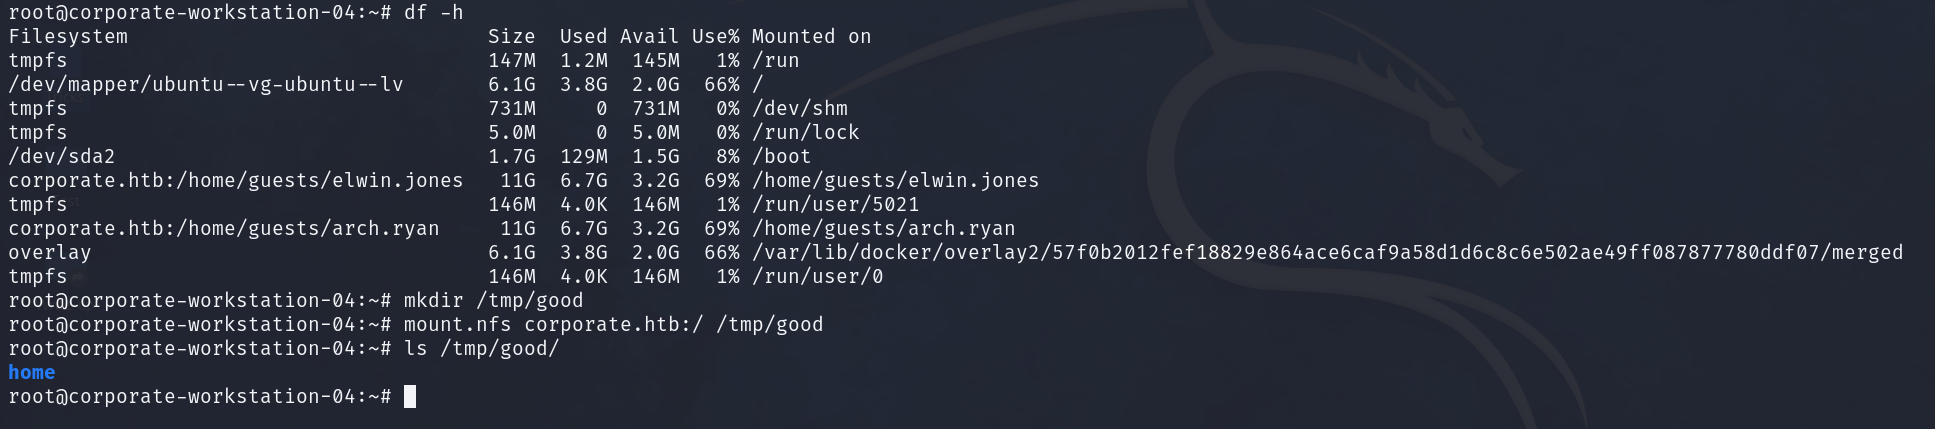 root@corporate-workstation-04:~# df -h
Filesystem                              Size  Used Avail Use% Mounted on
tmpfs                                   147M  1.2M  145M   1% /run
/dev/mapper/ubuntu--vg-ubuntu--lv       6.1G  3.8G  2.0G  66% /
tmpfs                                   731M     0  731M   0% /dev/shm
tmpfs                                   5.0M     0  5.0M   0% /run/lock
/dev/sda2                               1.7G  129M  1.5G   8% /boot
corporate.htb:/home/guests/elwin.jones   11G  6.7G  3.2G  69% /home/guests/elwin.jones
tmpfs                                   146M  4.0K  146M   1% /run/user/5021
corporate.htb:/home/guests/arch.ryan     11G  6.7G  3.2G  69% /home/guests/arch.ryan
overlay                                 6.1G  3.8G  2.0G  66% /var/lib/docker/overlay2/57f0b2012fef18829e864ace6caf9a58d1d6c8c6e502ae49ff087877780ddf07/merged
tmpfs                                   146M  4.0K  146M   1% /run/user/0
root@corporate-workstation-04:~# mkdir /tmp/good
root@corporate-workstation-04:~# mount.nfs corporate.htb:/ /tmp/good
root@corporate-workstation-04:~# ls /tmp/good/
home
root@corporate-workstation-04:~#